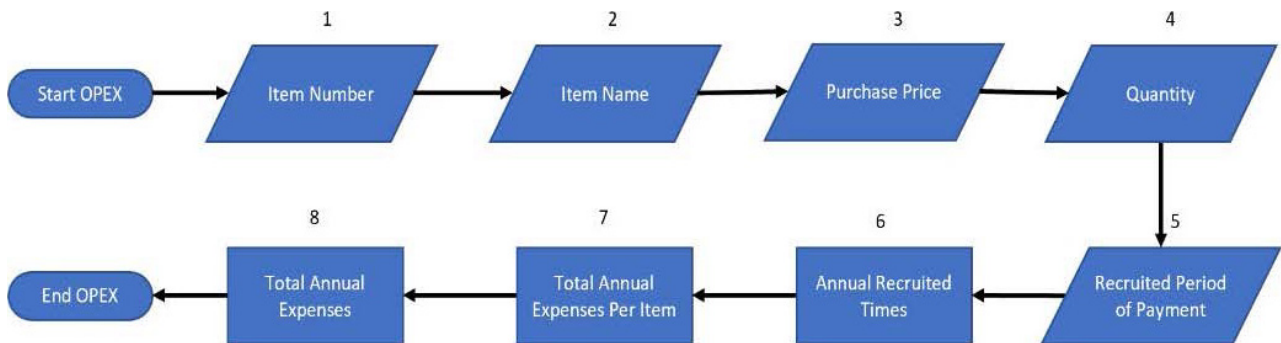 1
2
3
4
Start OPEX
Item Number
Item Name
Purchase Price
Quantity
5
6
7
8
Recruited Period
of Payment
Annual Recruited
Times
Total Annual
Expenses Per Item
Total Annual
Expenses
End OPEX